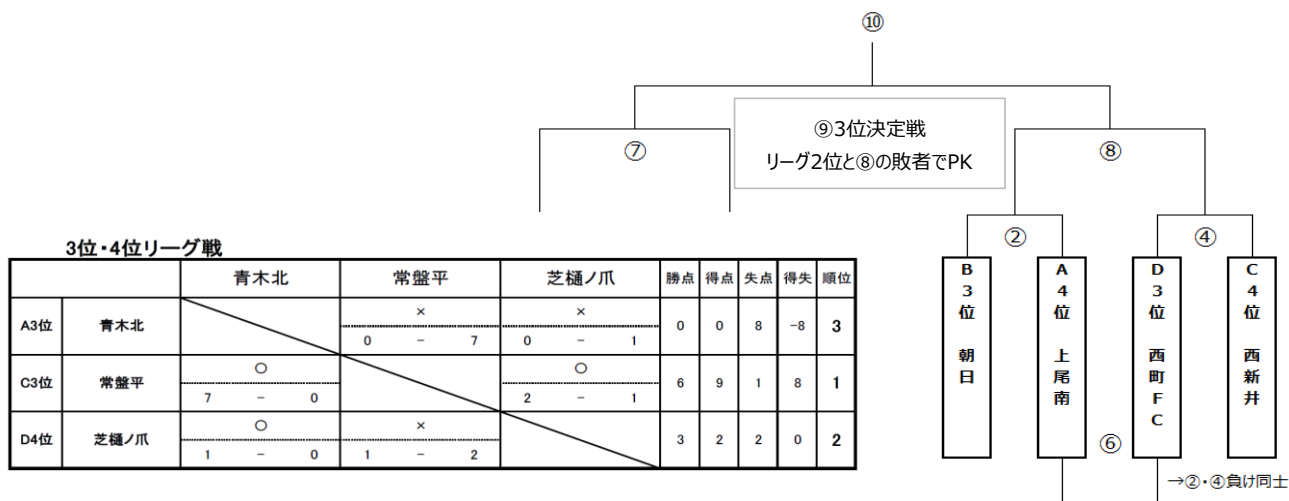 ⑩
⑨3位決定戦
リーグ2位と⑧の敗者でPK
⑦
⑧
②
④
3位・4位リーグ戦
青木北 常盤平 芝樋ノ爪 勝点 得点 失点 得失 順位
A3位 青木北 × × 0 0 8 -8 3
0 - 7 0 - 1
C3位 常盤平 ○ ○ 6 9 1 8 1
7 - 0 2 - 1
D4位 芝樋ノ爪 ○ × 3 2 2 0 2
1 - 0 1 - 2
B3位 朝日
A4位 上尾南
D3位 西町FC
C4位 西新井
⑥
→②・④負け同士